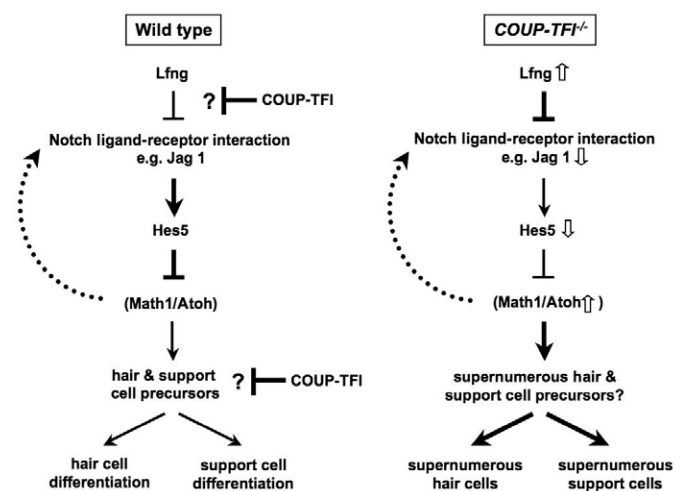 Wild type
Lfng
? COUP-TFI
Notch ligand-receptor interaction
e.g. Jag 1
Hes5
(Math1/Atoh)
hair & support
cell precursors
? COUP-TFI
hair cell
differentiation
support cell
differentiation
COUP-TFI-/-
Lfng ⇧
Notch ligand-receptor interaction
e.g. Jag 1 ⇩
Hes5 ⇩
(Math1/Atoh⇧)
supernumerous hair &
support cell precursors?
supernumerous
hair cells
supernumerous
support cells